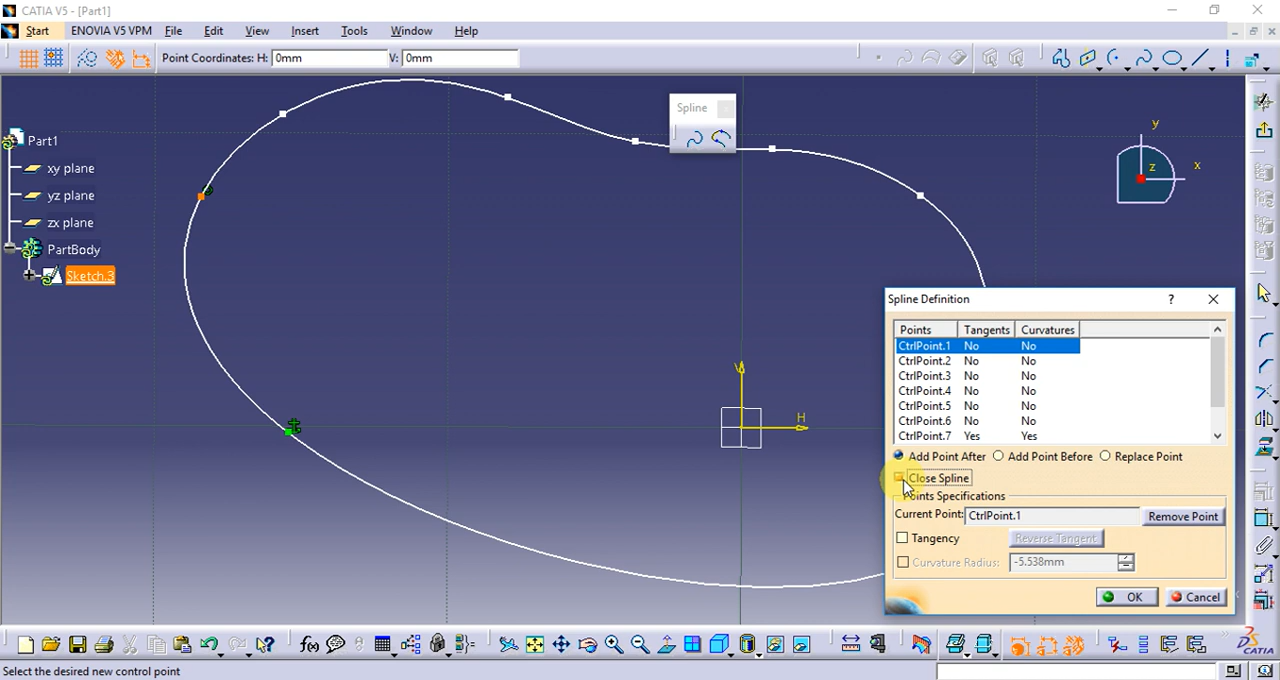 CATIA V5 - [Part1]
Start ENOVIA V5 VPM File Edit View Insert Tools Window Help
Point Coordinates: H: 0mm V: 0mm
Spline
Part1
xy plane
yz plane
zx plane
PartBody
Sketch.3
y
x
z
V
H
Spline Definition ?
Points Tangents Curvatures
CtrlPoint.1 No No
CtrlPoint.2 No No
CtrlPoint.3 No No
CtrlPoint.4 No No
CtrlPoint.5 No No
CtrlPoint.6 No No
CtrlPoint.7 Yes Yes
Add Point After Add Point Before Replace Point
Close Spline
Points Specifications
Current Point: CtrlPoint.1 Remove Point
Tangency Reverse Tangent
Curvature Radius: -5.538mm
OK Cancel
f(x)
CATIA
Select the desired new control point